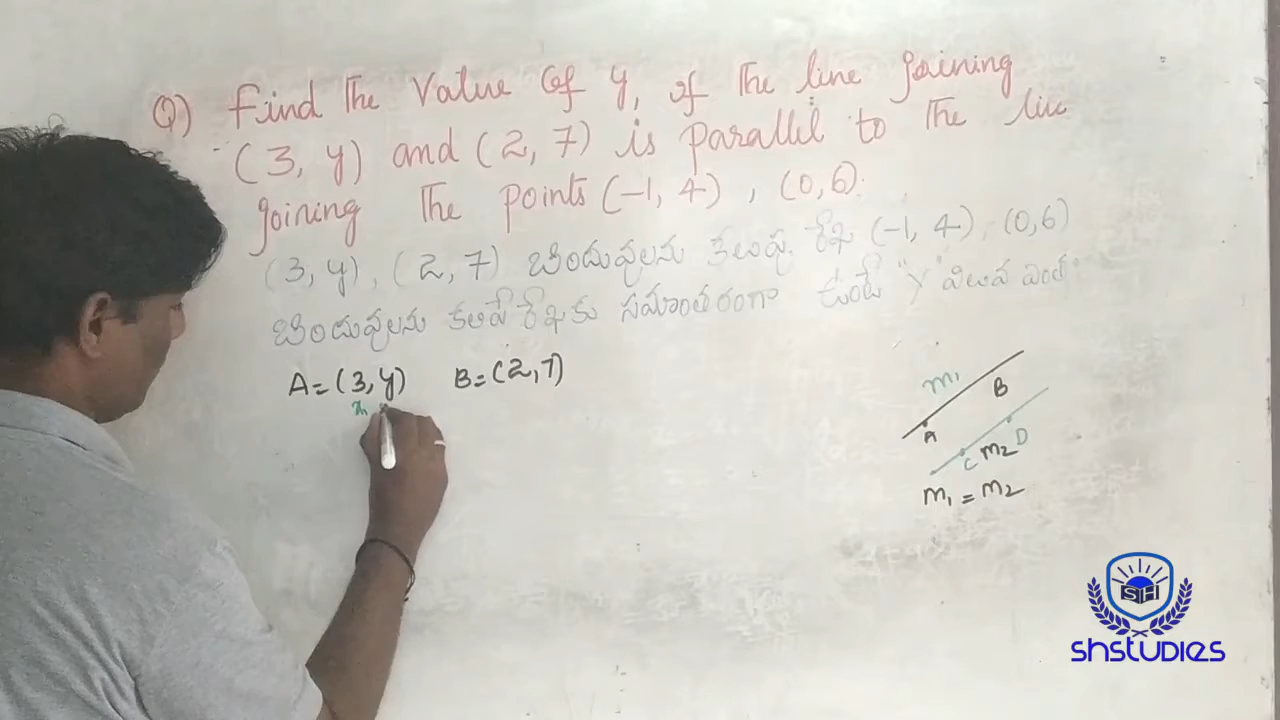 Q) Find The Value Of y, if The line joining
(3, y) and (2, 7) is parallel to The line
joining The points (-1, 4) , (0,6).
(3, y), (2, 7) బిందువులను కలుపు రేఖ (-1, 4), (0,6)
బిందువులను కలిపే రేఖకు సమాంతరంగా ఉంటే "y" విలువ ఎంత
A=(3, y) B=(2,7)
x₁
m₁
B
A
C m₂ D
m₁ = m₂
SH
SHSTUDIES